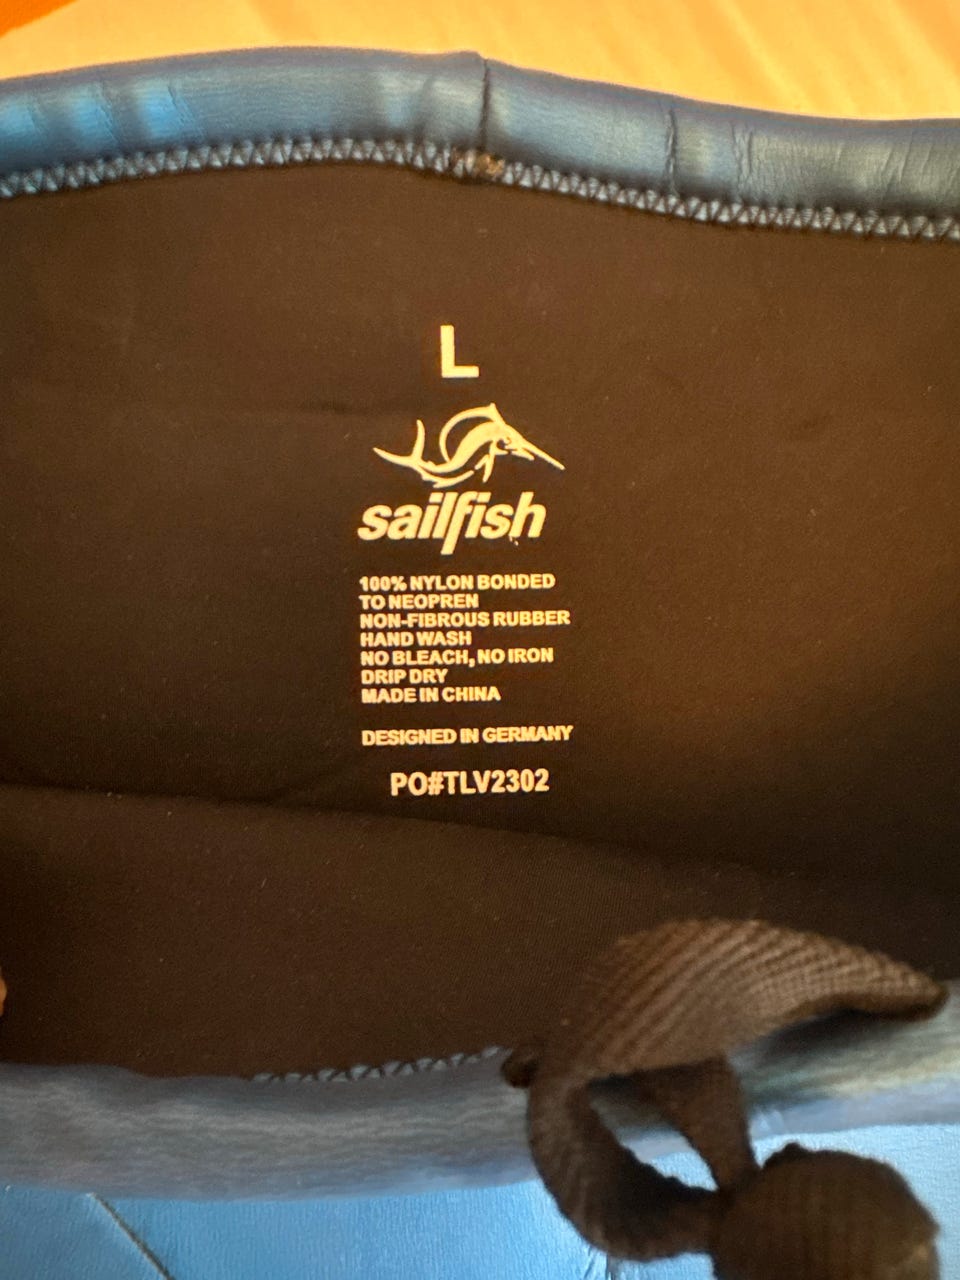 L
sailfish
100% NYLON BONDED
TO NEOPREN
NON-FIBROUS RUBBER
HAND WASH
NO BLEACH, NO IRON
DRIP DRY
MADE IN CHINA
DESIGNED IN GERMANY
PO#TLV2302